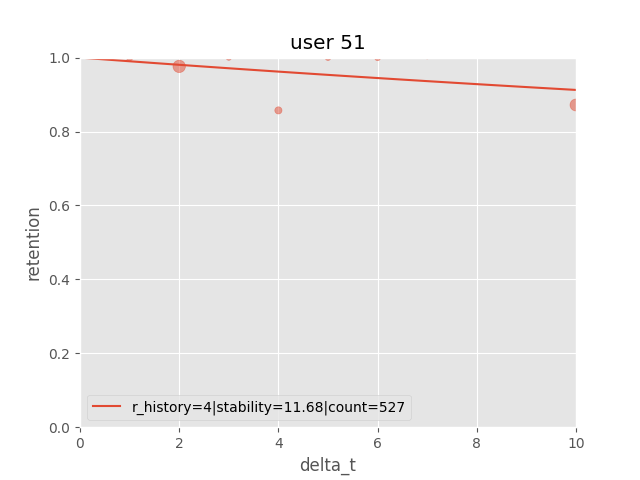 user 51
retention
1.0
0.8
0.6
0.4
0.2
0.0
r_history=4|stability=11.68|count=527
0 2 4 6 8 10
delta_t